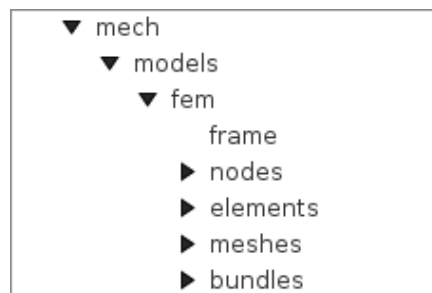 mech
models
fem
frame
nodes
elements
meshes
bundles